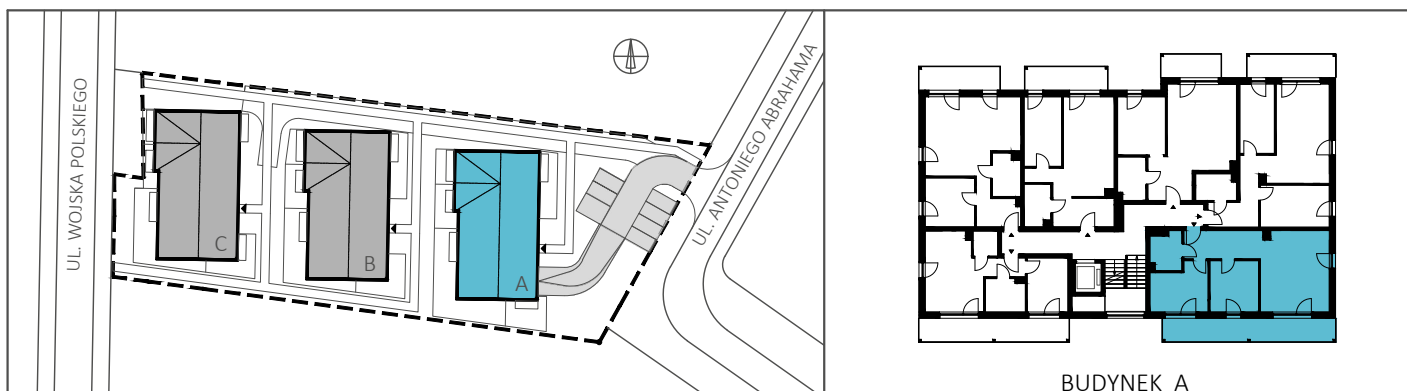 UL. WOJSKA POLSKIEGO
C
B
A
UL. ANTONIEGO ABRAHAMA
BUDYNEK A